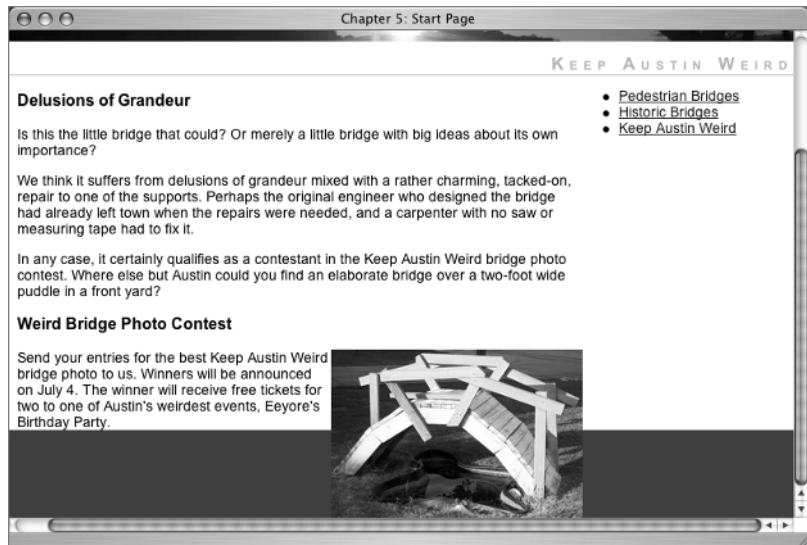 Chapter 5: Start Page
KEEP AUSTIN WEIRD
Delusions of Grandeur
Is this the little bridge that could? Or merely a little bridge with big ideas about its own
importance?
We think it suffers from delusions of grandeur mixed with a rather charming, tacked-on,
repair to one of the supports. Perhaps the original engineer who designed the bridge
had already left town when the repairs were needed, and a carpenter with no saw or
measuring tape had to fix it.
In any case, it certainly qualifies as a contestant in the Keep Austin Weird bridge photo
contest. Where else but Austin could you find an elaborate bridge over a two-foot wide
puddle in a front yard?
Weird Bridge Photo Contest
Send your entries for the best Keep Austin Weird
bridge photo to us. Winners will be announced
on July 4. The winner will receive free tickets for
two to one of Austin's weirdest events, Eeyore's
Birthday Party.
Pedestrian Bridges
Historic Bridges
Keep Austin Weird